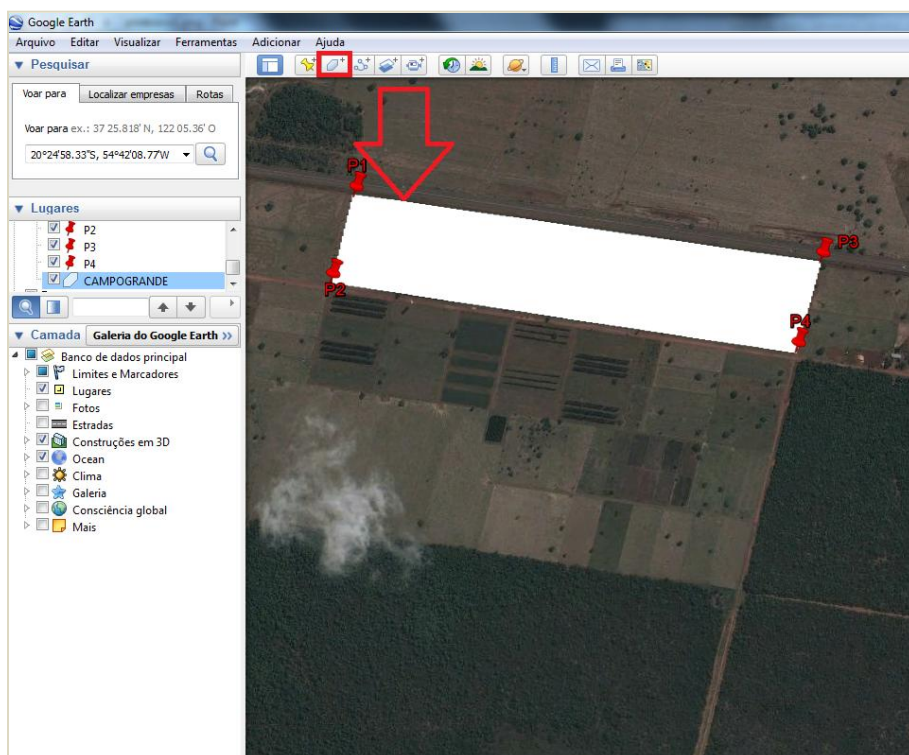 Google Earth
Arquivo Editar Visualizar Ferramentas Adicionar Ajuda
Pesquisar
Voar para Localizar empresas Rotas
Voar para ex.: 37 25.818' N, 122 05.36' O
20°24'58.33"S, 54°42'08.77"W
Lugares
P2
P3
P4
CAMPOGRANDE
Camada Galeria do Google Earth >>
Banco de dados principal
Limites e Marcadores
Lugares
Fotos
Estradas
Construções em 3D
Ocean
Clima
Galeria
Consciência global
Mais
P1
P3
P2
P4